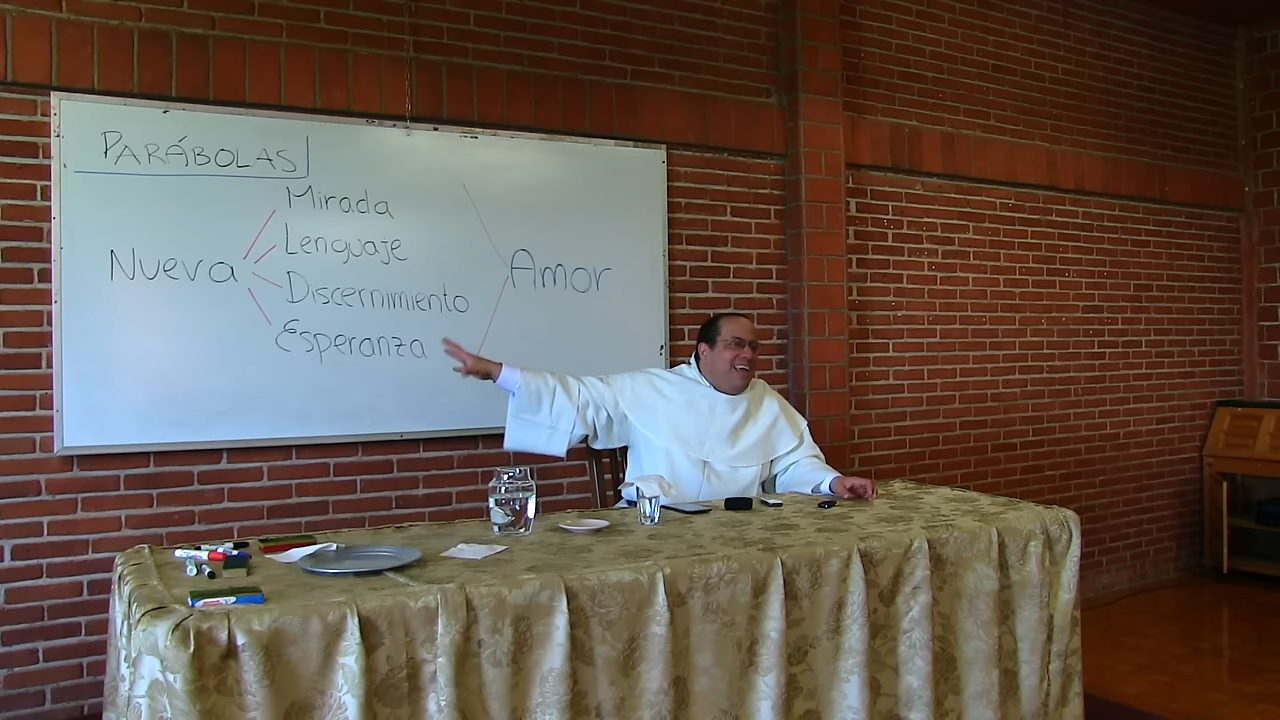 PARÁBOLAS
Mirada
Lenguaje
Nueva
Amor
Discernimiento
Esperanza